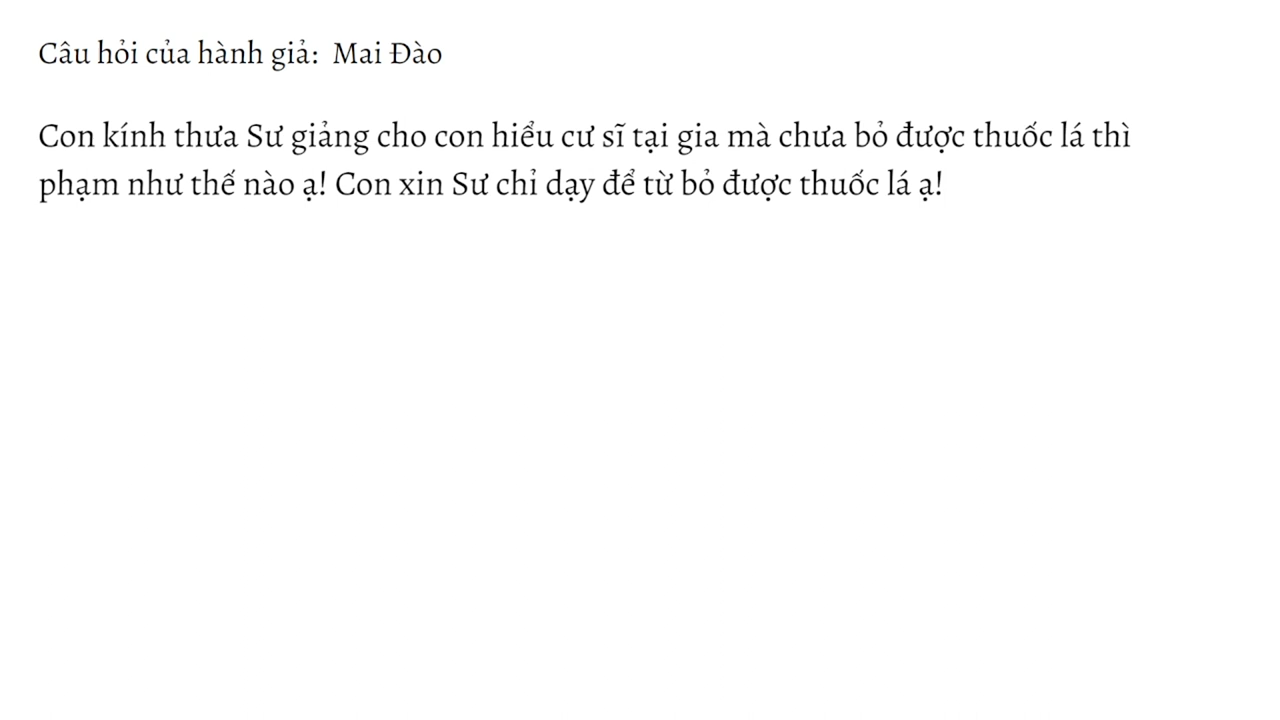 Câu hỏi của hành giả:  Mai Đào
Con kính thưa Sư giảng cho con hiểu cư sĩ tại gia mà chưa bỏ được thuốc lá thì
phạm như thế nào ạ! Con xin Sư chỉ dạy để từ bỏ được thuốc lá ạ!